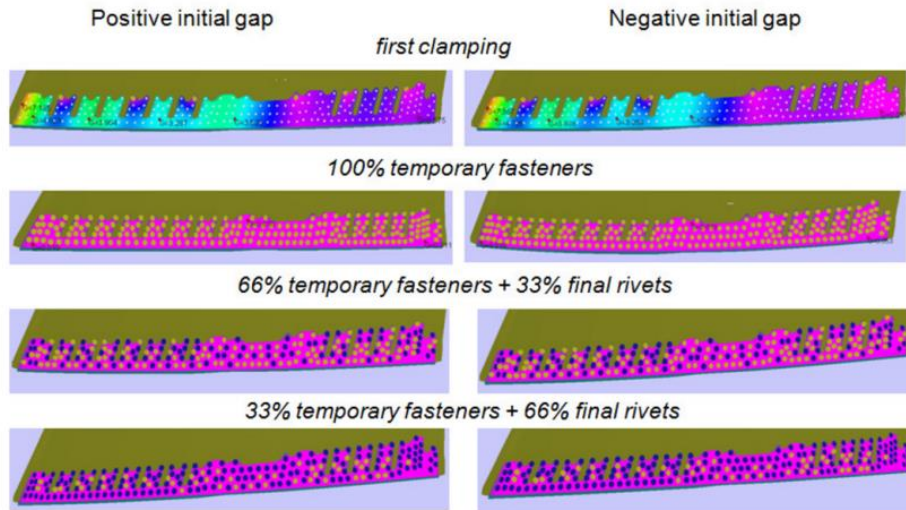 Positive initial gap
Negative initial gap
first clamping
100% temporary fasteners
66% temporary fasteners + 33% final rivets
33% temporary fasteners + 66% final rivets